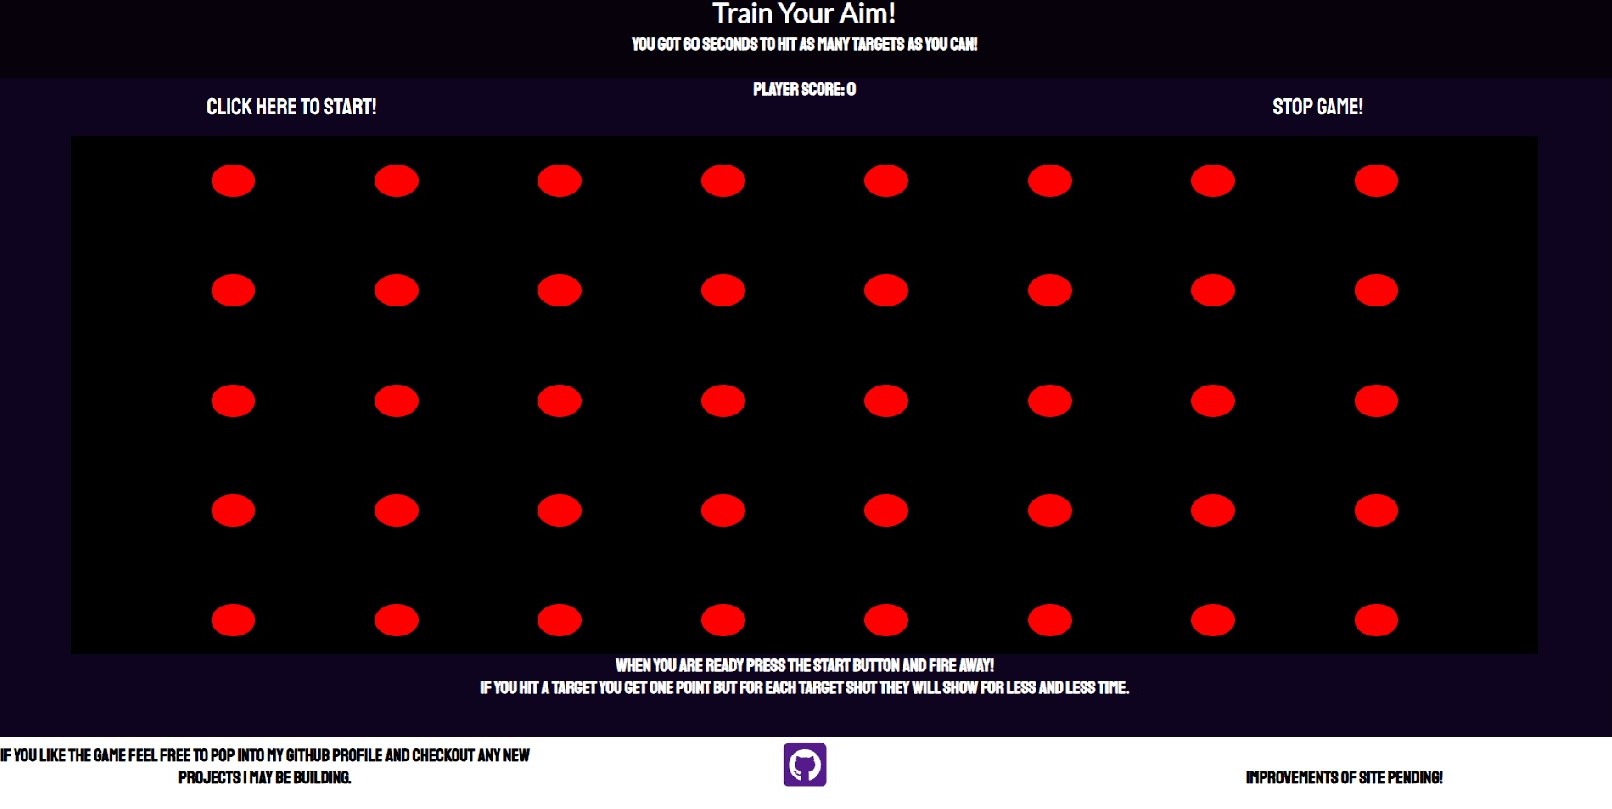 Train Your Aim!
YOU GOT 60 SECONDS TO HIT AS MANY TARGETS AS YOU CAN!
PLAYER SCORE: 0
CLICK HERE TO START!
STOP GAME!
WHEN YOU ARE READY PRESS THE START BUTTON AND FIRE AWAY!
IF YOU HIT A TARGET YOU GET ONE POINT BUT FOR EACH TARGET SHOT THEY WILL SHOW FOR LESS AND LESS TIME.
IF YOU LIKE THE GAME FEEL FREE TO POP INTO MY GITHUB PROFILE AND CHECKOUT ANY NEW
PROJECTS I MAY BE BUILDING.
IMPROVEMENTS OF SITE PENDING!